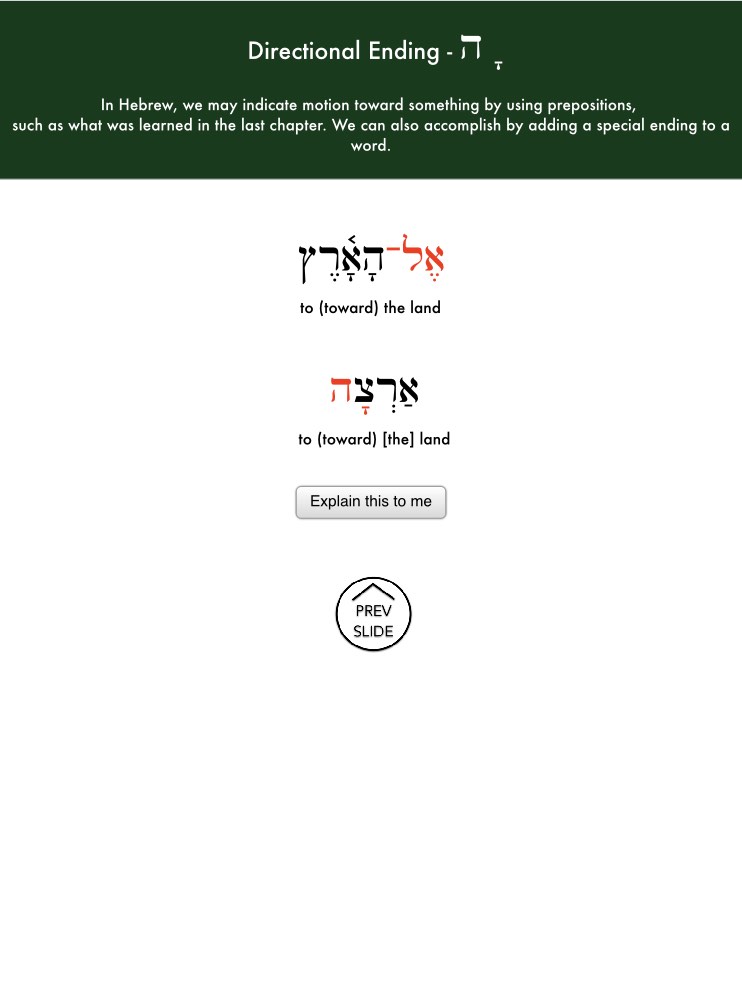 Directional Ending - ה ָ
In Hebrew, we may indicate motion toward something by using prepositions,
such as what was learned in the last chapter. We can also accomplish by adding a special ending to a
word.
אֶל־הָאָ֫רֶץ
to (toward) the land
אַרְצָה
to (toward) [the] land
Explain this to me
PREV
SLIDE